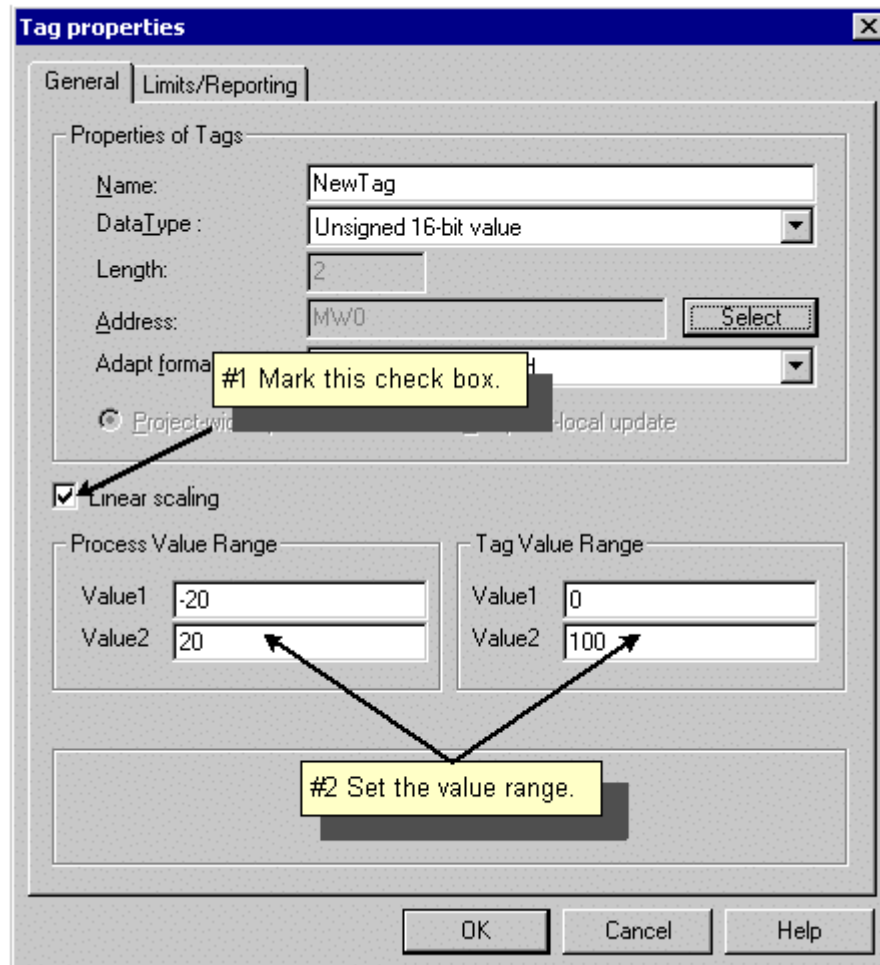 Tag properties
General
Limits/Reporting
Properties of Tags
Name: NewTag
DataType : Unsigned 16-bit value
Length: 2
Address: MW0 Select
Adapt
#1 Mark this check box.
-local update
Linear scaling
Process Value Range
Value1 -20
Value2 20
Tag Value Range
Value1 0
Value2 100
#2 Set the value range.
OK Cancel Help